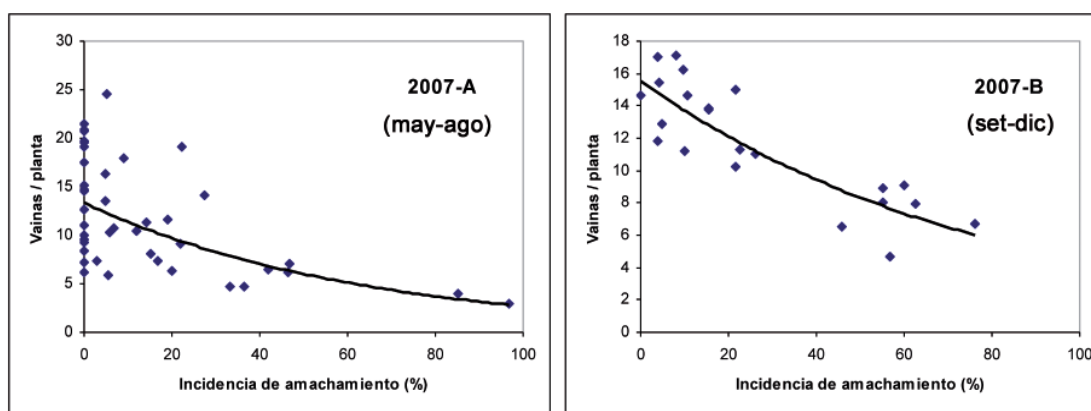 30
25
20
15
10
5
0
Vainas / planta
2007-A
(may-ago)
0 20 40 60 80 100
Incidencia de amachamiento (%)
18
16
14
12
10
8
6
4
2
0
Vainas / planta
2007-B
(set-dic)
0 20 40 60 80 100
Incidencia de amachamiento (%)